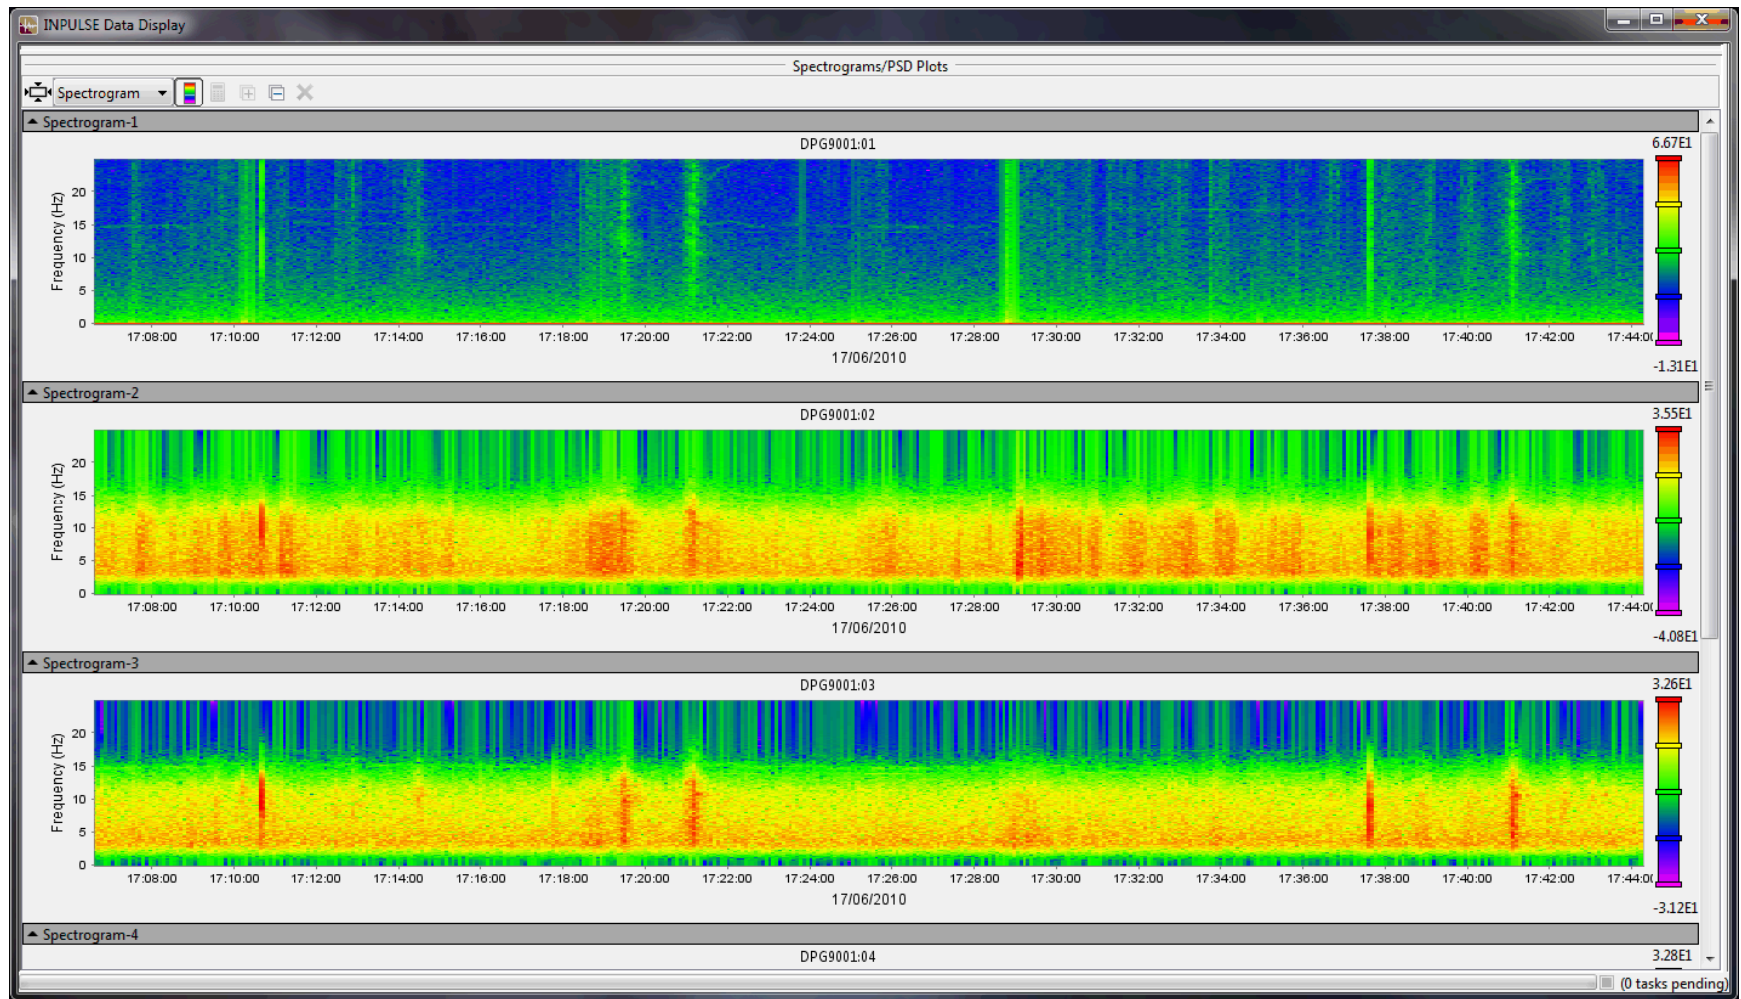 INPULSE Data Display
Spectrograms/PSD Plots
Spectrogram
Spectrogram-1
DPG9001:01
6.67E1
Frequency (Hz)
20
15
10
5
0
17:08:00 17:10:00 17:12:00 17:14:00 17:16:00 17:18:00 17:20:00 17:22:00 17:24:00 17:26:00 17:28:00 17:30:00 17:32:00 17:34:00 17:36:00 17:38:00 17:40:00 17:42:00 17:44:00
17/06/2010
-1.31E1
Spectrogram-2
DPG9001:02
3.55E1
Frequency (Hz)
20
15
10
5
0
17:08:00 17:10:00 17:12:00 17:14:00 17:16:00 17:18:00 17:20:00 17:22:00 17:24:00 17:26:00 17:28:00 17:30:00 17:32:00 17:34:00 17:36:00 17:38:00 17:40:00 17:42:00 17:44:00
17/06/2010
-4.08E1
Spectrogram-3
DPG9001:03
3.26E1
Frequency (Hz)
20
15
10
5
0
17:08:00 17:10:00 17:12:00 17:14:00 17:16:00 17:18:00 17:20:00 17:22:00 17:24:00 17:26:00 17:28:00 17:30:00 17:32:00 17:34:00 17:36:00 17:38:00 17:40:00 17:42:00 17:44:00
17/06/2010
-3.12E1
Spectrogram-4
DPG9001:04
3.28E1
(0 tasks pending)